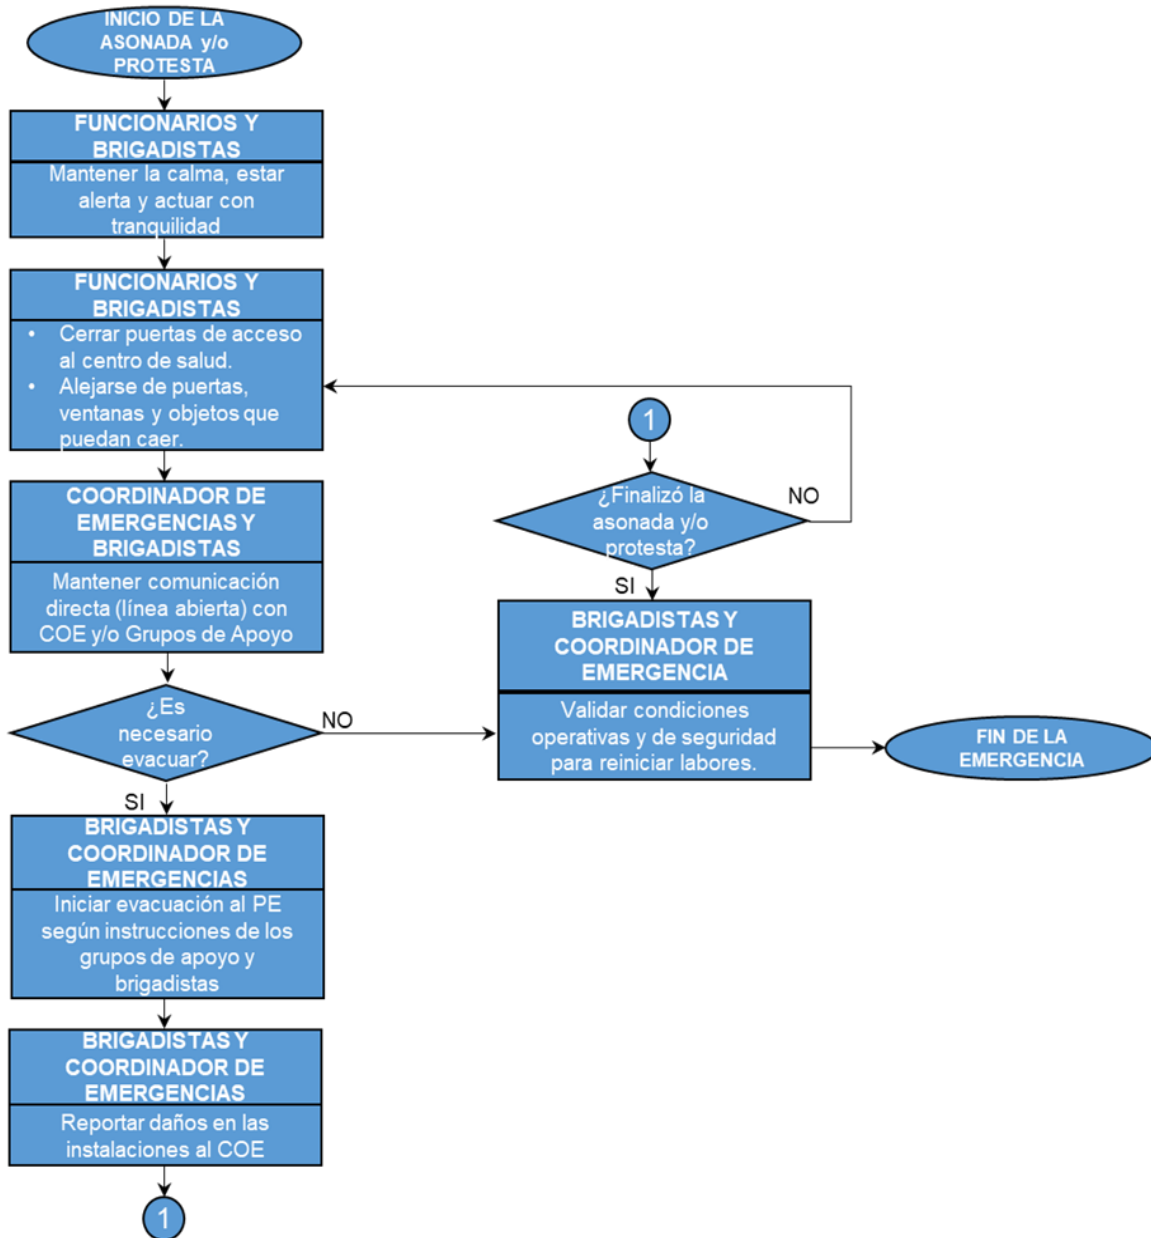 INICIO DE LA
ASONADA y/o
PROTESTA
FUNCIONARIOS Y
BRIGADISTAS
Mantener la calma, estar
alerta y actuar con
tranquilidad
FUNCIONARIOS Y
BRIGADISTAS
• Cerrar puertas de acceso
al centro de salud.
• Alejarse de puertas,
ventanas y objetos que
puedan caer.
COORDINADOR DE
EMERGENCIAS Y
BRIGADISTAS
Mantener comunicación
directa (línea abierta) con
COE y/o Grupos de Apoyo
¿Es
necesario
evacuar?
NO
SI
BRIGADISTAS Y
COORDINADOR DE
EMERGENCIAS
Iniciar evacuación al PE
según instrucciones de los
grupos de apoyo y
brigadistas
BRIGADISTAS Y
COORDINADOR DE
EMERGENCIAS
Reportar daños en las
instalaciones al COE
1
1
¿Finalizó la
asonada y/o
protesta?
NO
SI
BRIGADISTAS Y
COORDINADOR DE
EMERGENCIA
Validar condiciones
operativas y de seguridad
para reiniciar labores.
FIN DE LA
EMERGENCIA